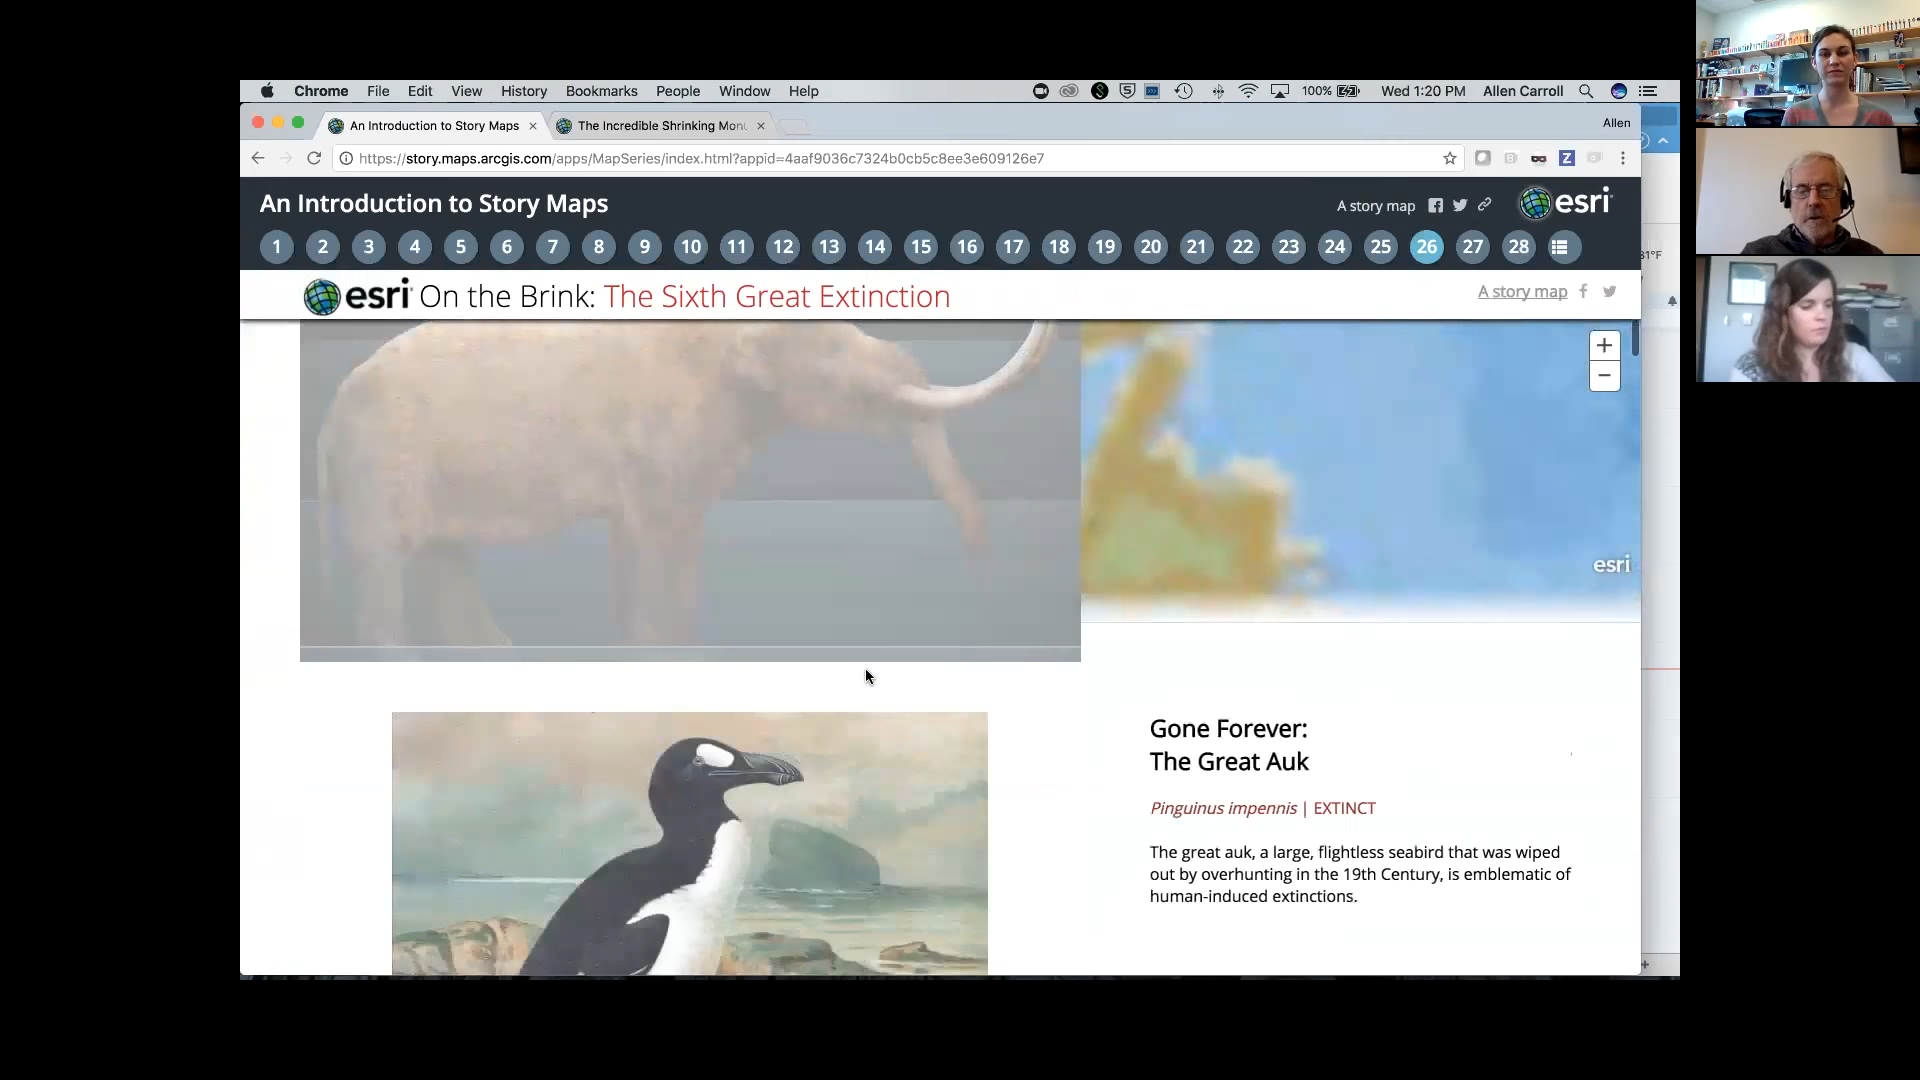 Chrome File Edit View History Bookmarks People Window Help 100% Wed 1:20 PM Allen Carroll
An Introduction to Story Maps The Incredible Shrinking Mon Allen
https://story.maps.arcgis.com/apps/MapSeries/index.html?appid=4aaf9036c7324b0cb5c8ee3e609126e7
An Introduction to Story Maps A story map esri
1 2 3 4 5 6 7 8 9 10 11 12 13 14 15 16 17 18 19 20 21 22 23 24 25 26 27 28
31°F
esri On the Brink: The Sixth Great Extinction A story map
+
−
esri
Gone Forever:
The Great Auk
Pinguinus impennis | EXTINCT
The great auk, a large, flightless seabird that was wiped
out by overhunting in the 19th Century, is emblematic of
human-induced extinctions.